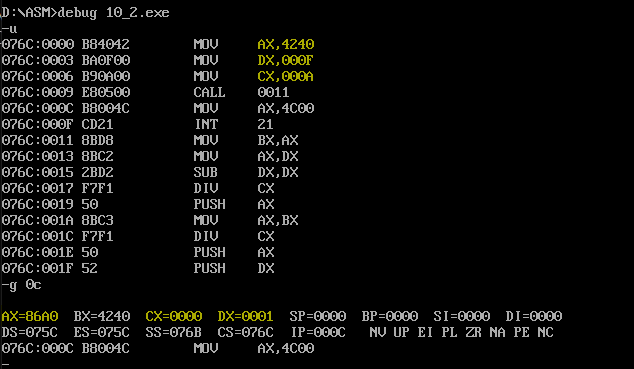 D:\ASM>debug 10_2.exe
-u
076C:0000 B84042 MOV AX,4240
076C:0003 BA0F00 MOV DX,000F
076C:0006 B90A00 MOV CX,000A
076C:0009 E80500 CALL 0011
076C:000C B8004C MOV AX,4C00
076C:000F CD21 INT 21
076C:0011 8BD8 MOV BX,AX
076C:0013 8BC2 MOV AX,DX
076C:0015 2BD2 SUB DX,DX
076C:0017 F7F1 DIV CX
076C:0019 50 PUSH AX
076C:001A 8BC3 MOV AX,BX
076C:001C F7F1 DIV CX
076C:001E 50 PUSH AX
076C:001F 52 PUSH DX
-g 0c
AX=86A0 BX=4240 CX=0000 DX=0001 SP=0000 BP=0000 SI=0000 DI=0000
DS=075C ES=075C SS=076B CS=076C IP=000C NV UP EI PL ZR NA PE NC
076C:000C B8004C MOV AX,4C00
-